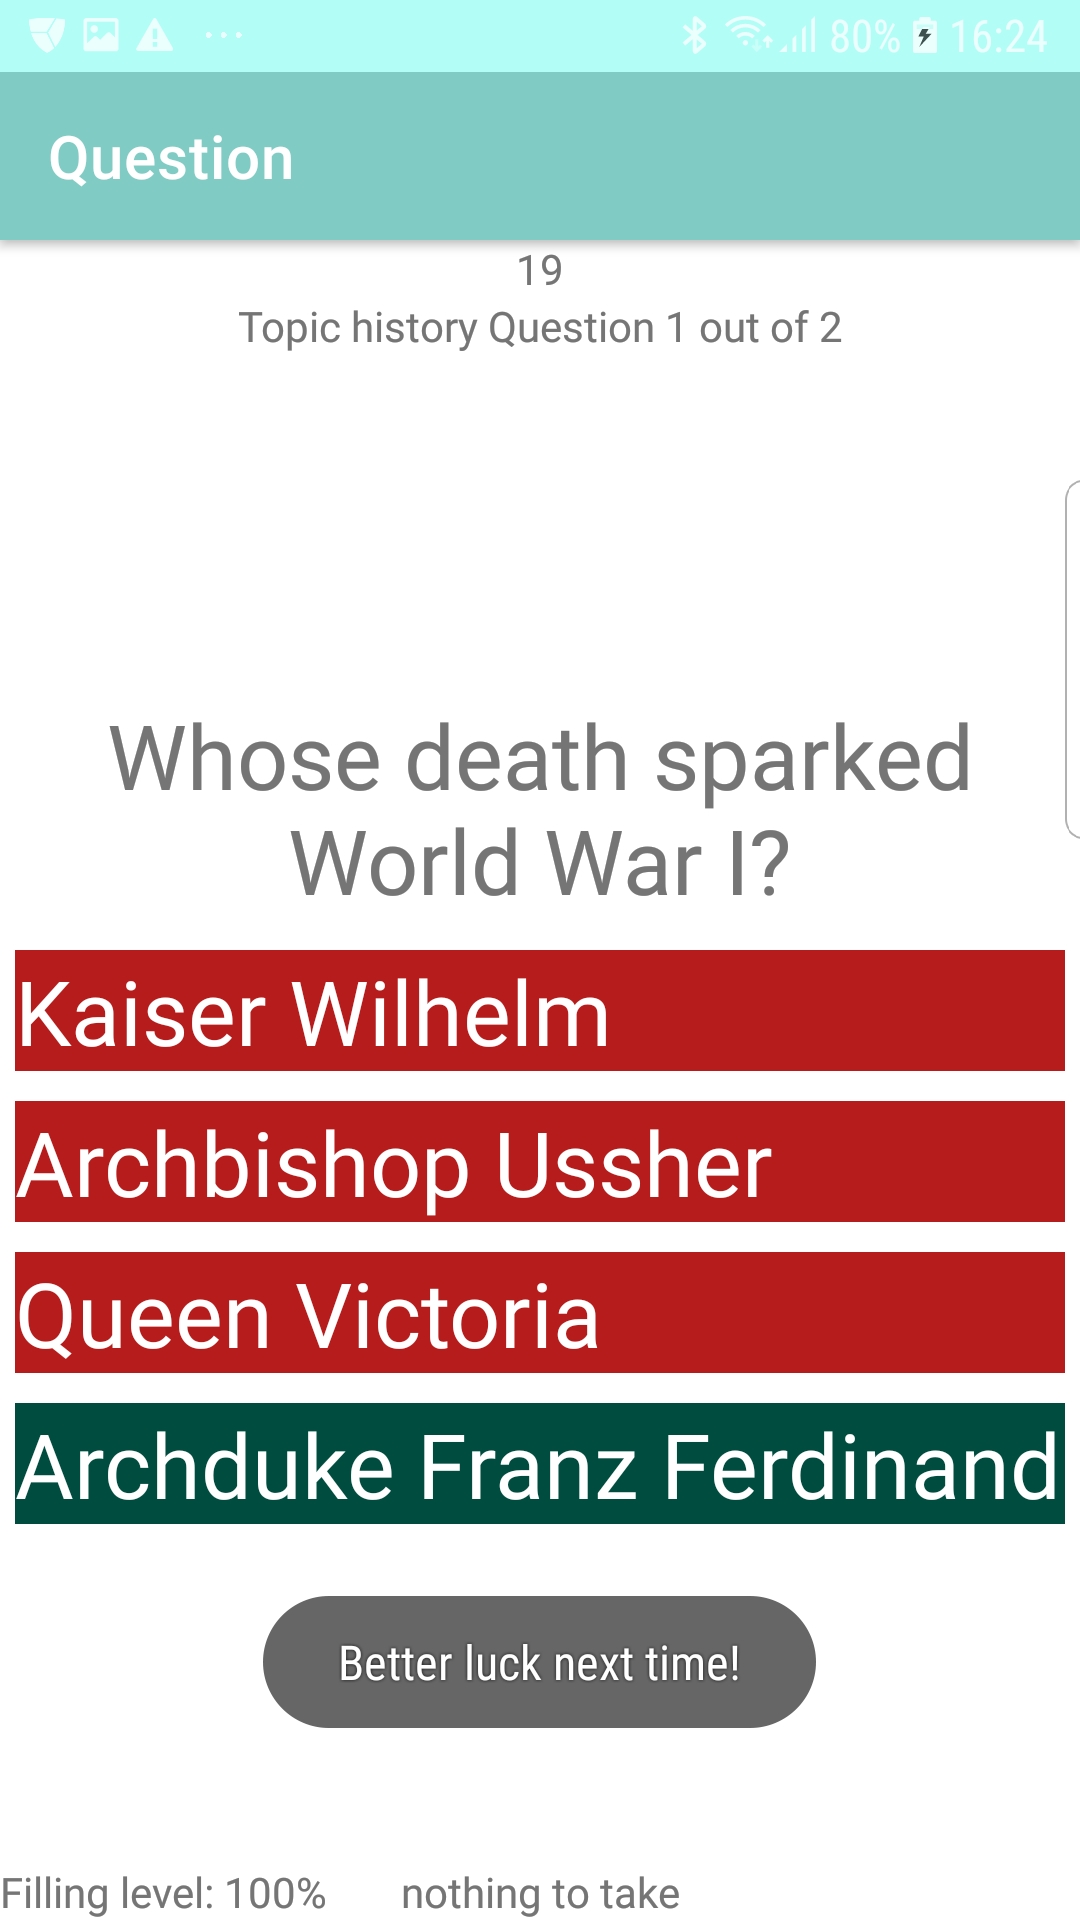 80% 16:24
Question
19
Topic history Question 1 out of 2
Whose death sparked
World War I?
Kaiser Wilhelm
Archbishop Ussher
Queen Victoria
Archduke Franz Ferdinand
Better luck next time!
Filling level: 100% nothing to take